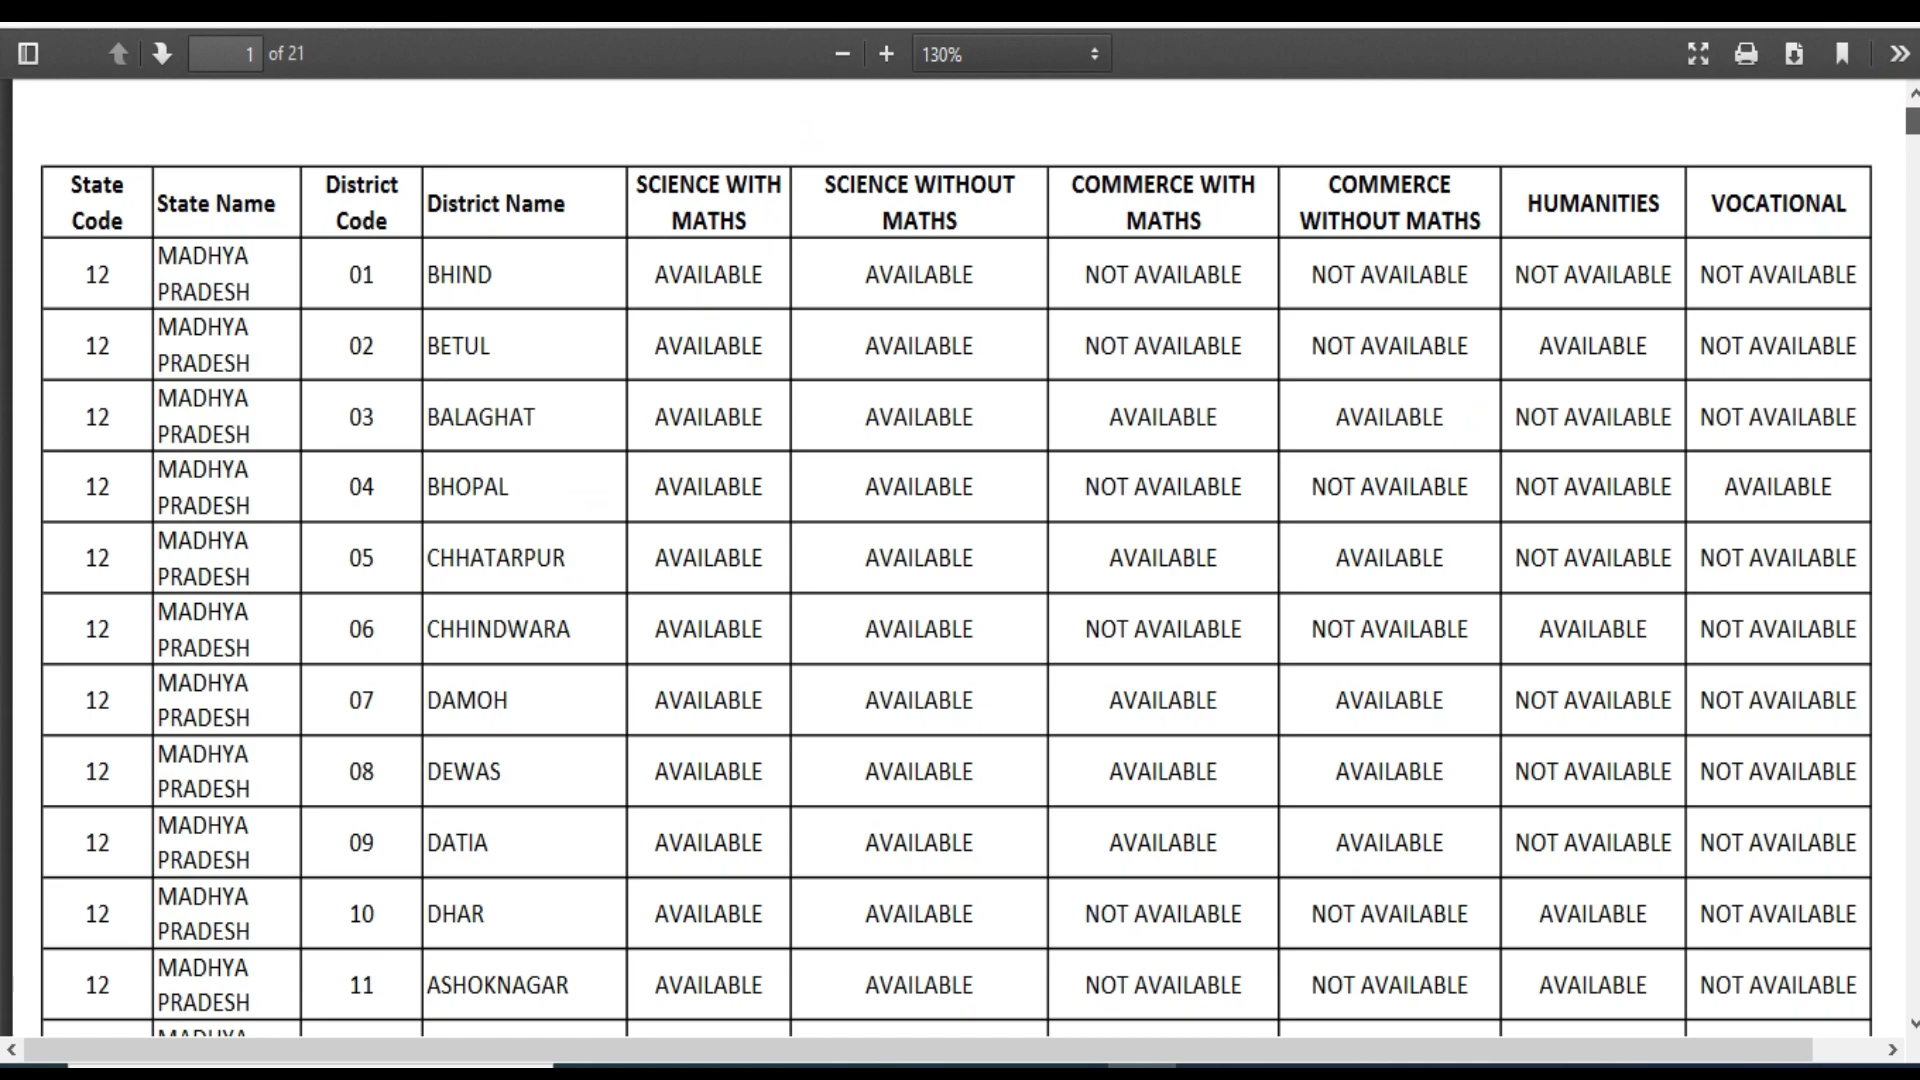 1 of 21 130%
State Code State Name District Code District Name SCIENCE WITH MATHS SCIENCE WITHOUT MATHS COMMERCE WITH MATHS COMMERCE WITHOUT MATHS HUMANITIES VOCATIONAL
12 MADHYA PRADESH 01 BHIND AVAILABLE AVAILABLE NOT AVAILABLE NOT AVAILABLE NOT AVAILABLE NOT AVAILABLE
12 MADHYA PRADESH 02 BETUL AVAILABLE AVAILABLE NOT AVAILABLE NOT AVAILABLE AVAILABLE NOT AVAILABLE
12 MADHYA PRADESH 03 BALAGHAT AVAILABLE AVAILABLE AVAILABLE AVAILABLE NOT AVAILABLE NOT AVAILABLE
12 MADHYA PRADESH 04 BHOPAL AVAILABLE AVAILABLE NOT AVAILABLE NOT AVAILABLE NOT AVAILABLE AVAILABLE
12 MADHYA PRADESH 05 CHHATARPUR AVAILABLE AVAILABLE AVAILABLE AVAILABLE NOT AVAILABLE NOT AVAILABLE
12 MADHYA PRADESH 06 CHHINDWARA AVAILABLE AVAILABLE NOT AVAILABLE NOT AVAILABLE AVAILABLE NOT AVAILABLE
12 MADHYA PRADESH 07 DAMOH AVAILABLE AVAILABLE AVAILABLE AVAILABLE NOT AVAILABLE NOT AVAILABLE
12 MADHYA PRADESH 08 DEWAS AVAILABLE AVAILABLE AVAILABLE AVAILABLE NOT AVAILABLE NOT AVAILABLE
12 MADHYA PRADESH 09 DATIA AVAILABLE AVAILABLE AVAILABLE AVAILABLE NOT AVAILABLE NOT AVAILABLE
12 MADHYA PRADESH 10 DHAR AVAILABLE AVAILABLE NOT AVAILABLE NOT AVAILABLE AVAILABLE NOT AVAILABLE
12 MADHYA PRADESH 11 ASHOKNAGAR AVAILABLE AVAILABLE NOT AVAILABLE NOT AVAILABLE AVAILABLE NOT AVAILABLE
MADHYA